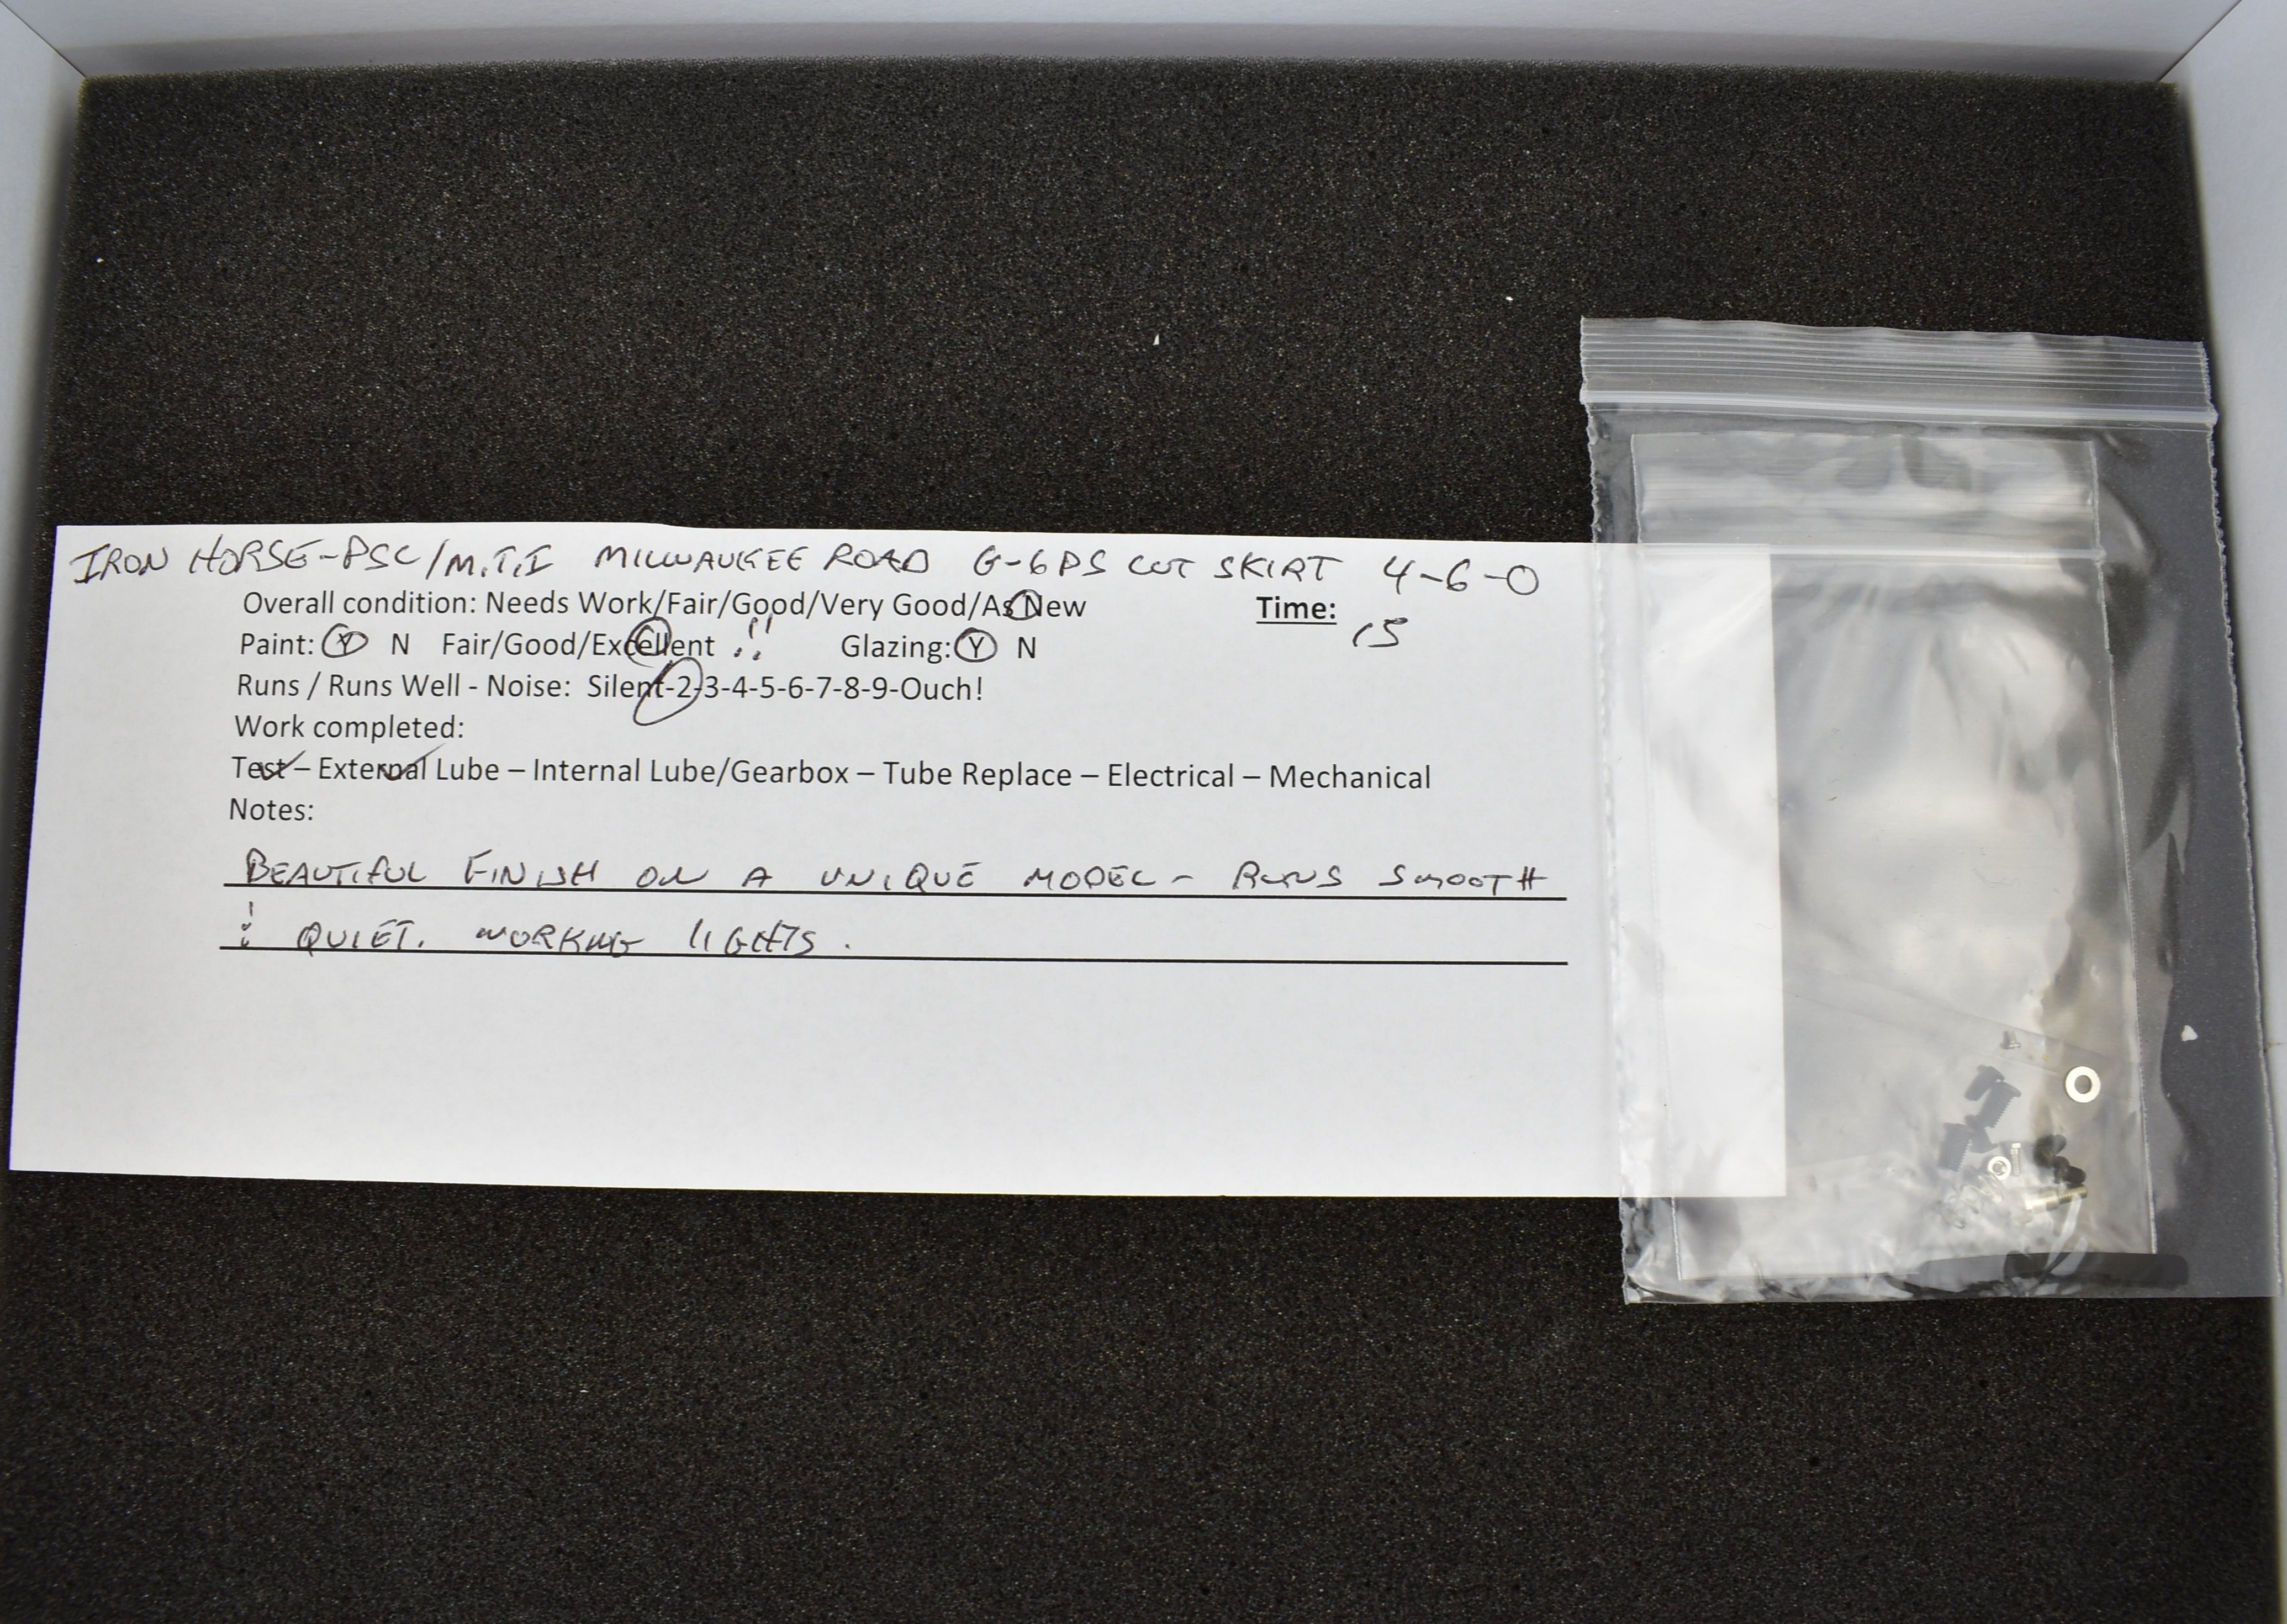 IRON HORSE-PSC/M.T.I MILWAUKEE ROAD G-6PS CUT SKIRT 4-6-0
Overall condition: Needs Work/Fair/Good/Very Good/As New Time: 15
Paint: Y N Fair/Good/Excellent !! Glazing: Y N
Runs / Runs Well - Noise: Silent-2-3-4-5-6-7-8-9-Ouch!
Work completed:
Test – External Lube – Internal Lube/Gearbox – Tube Replace – Electrical – Mechanical
Notes:
BEAUTIFUL FINISH ON A UNIQUE MODEL - RUNS SMOOTH
& QUIET. WORKING LIGHTS.